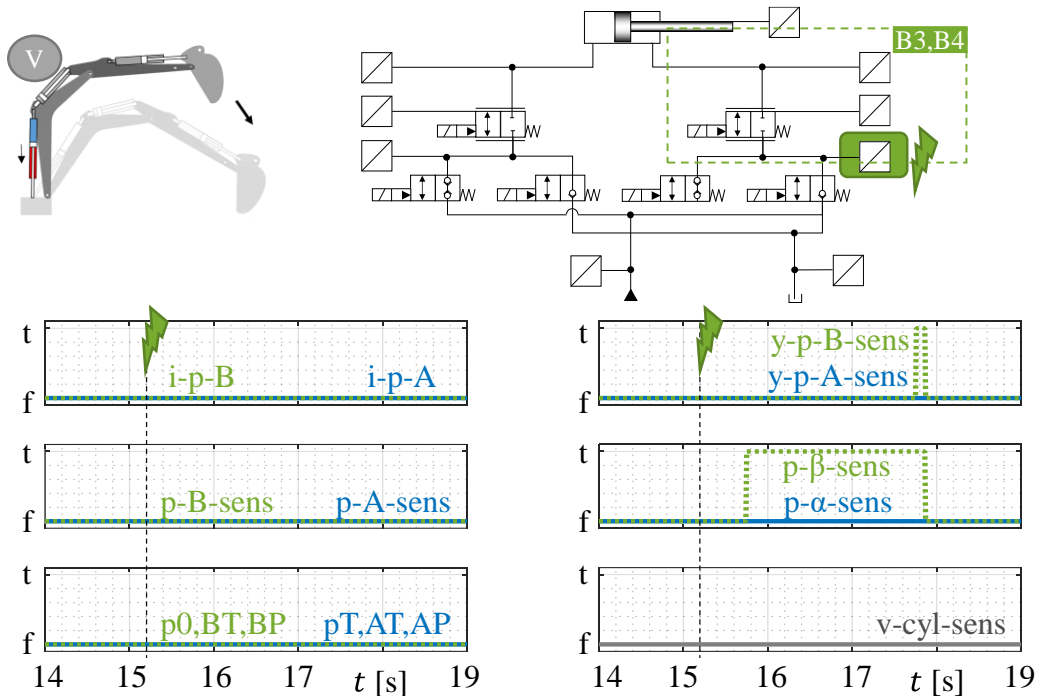 V
B3,B4
t
f
i-p-B
i-p-A
t
f
y-p-B-sens
y-p-A-sens
t
f
p-B-sens
p-A-sens
t
f
p-β-sens
p-α-sens
t
f
p0,BT,BP
pT,AT,AP
14
15
16
17
t [s]
19
t
f
v-cyl-sens
14
15
16
17
t [s]
19